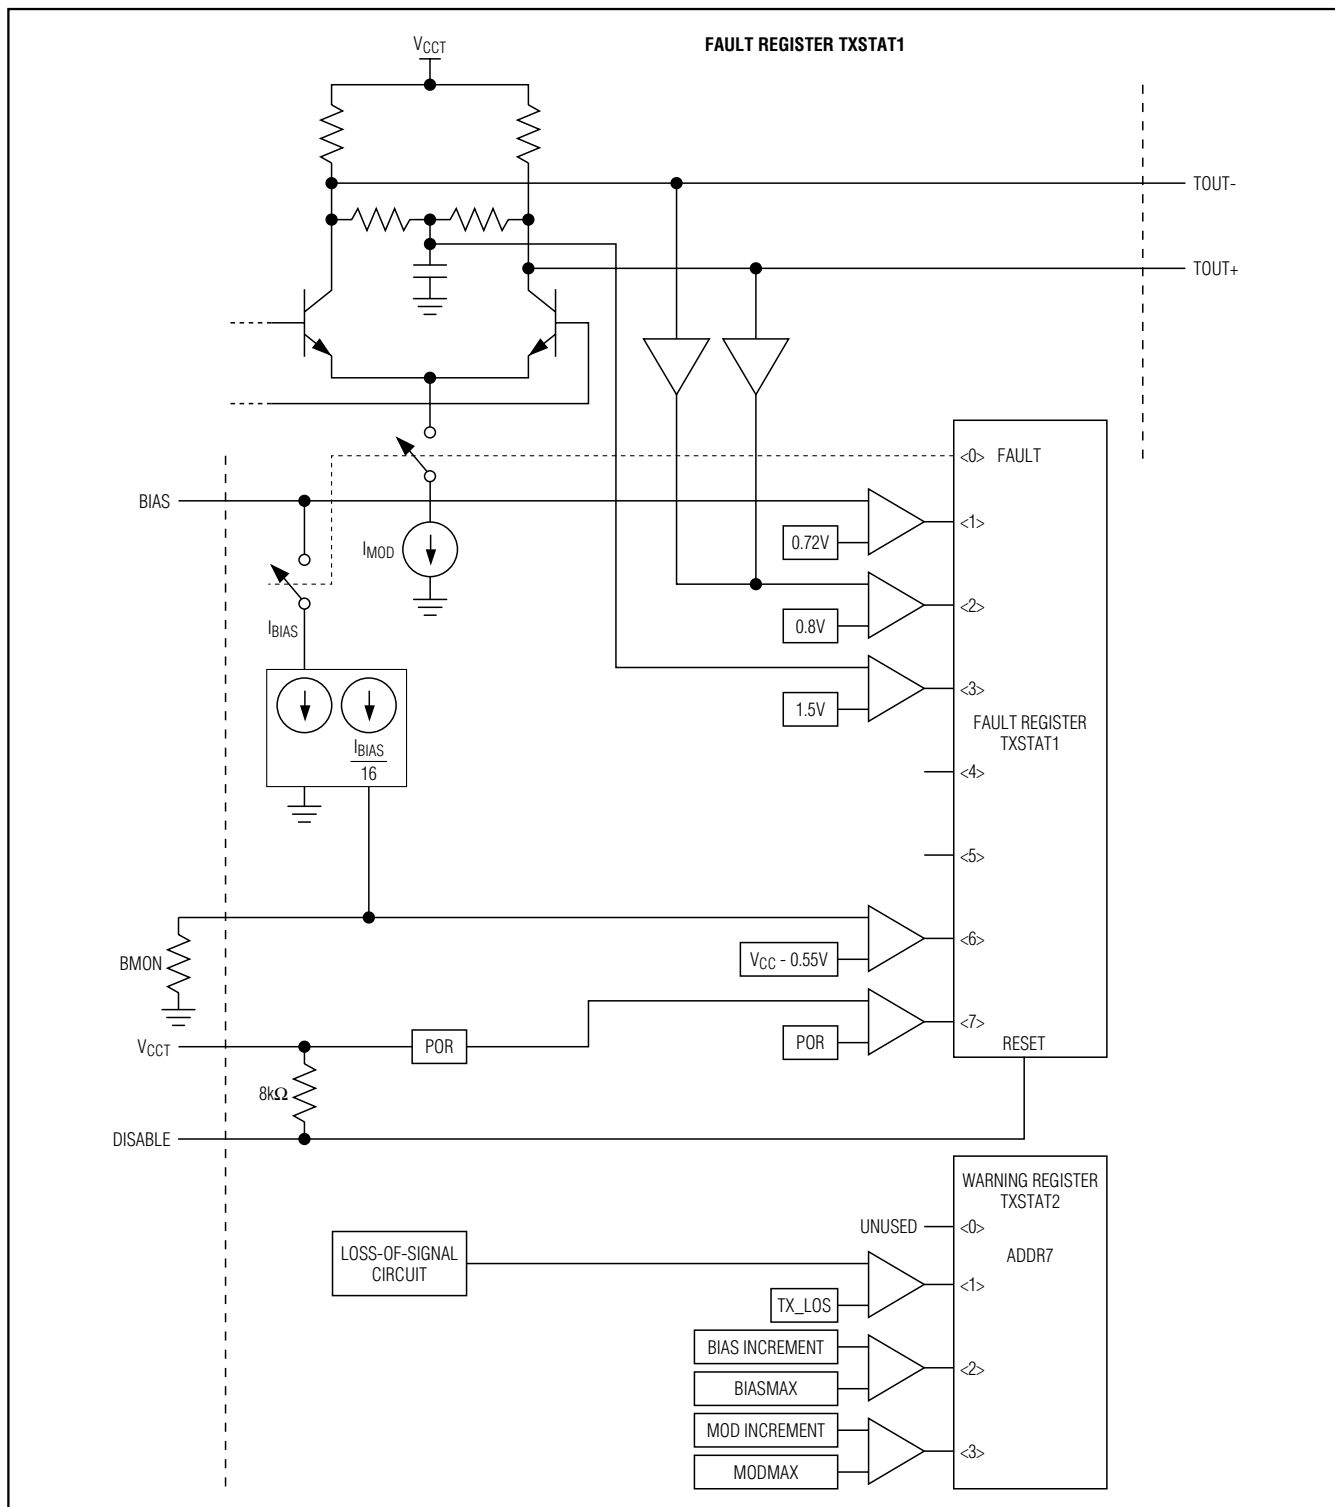 FAULT REGISTER TXSTAT1
VCCT
TOUT-
TOUT+
<0> FAULT
BIAS
<1>
0.72V
IMOD
<2>
0.8V
IBIAS
<3>
1.5V
FAULT REGISTER
TXSTAT1
IBIAS
16
<4>
<5>
<6>
VCC - 0.55V
BMON
<7>
VCCT
POR
POR
RESET
8kΩ
DISABLE
WARNING REGISTER
TXSTAT2
UNUSED
<0>
LOSS-OF-SIGNAL
CIRCUIT
ADDR7
<1>
TX_LOS
BIAS INCREMENT
<2>
BIASMAX
MOD INCREMENT
<3>
MODMAX